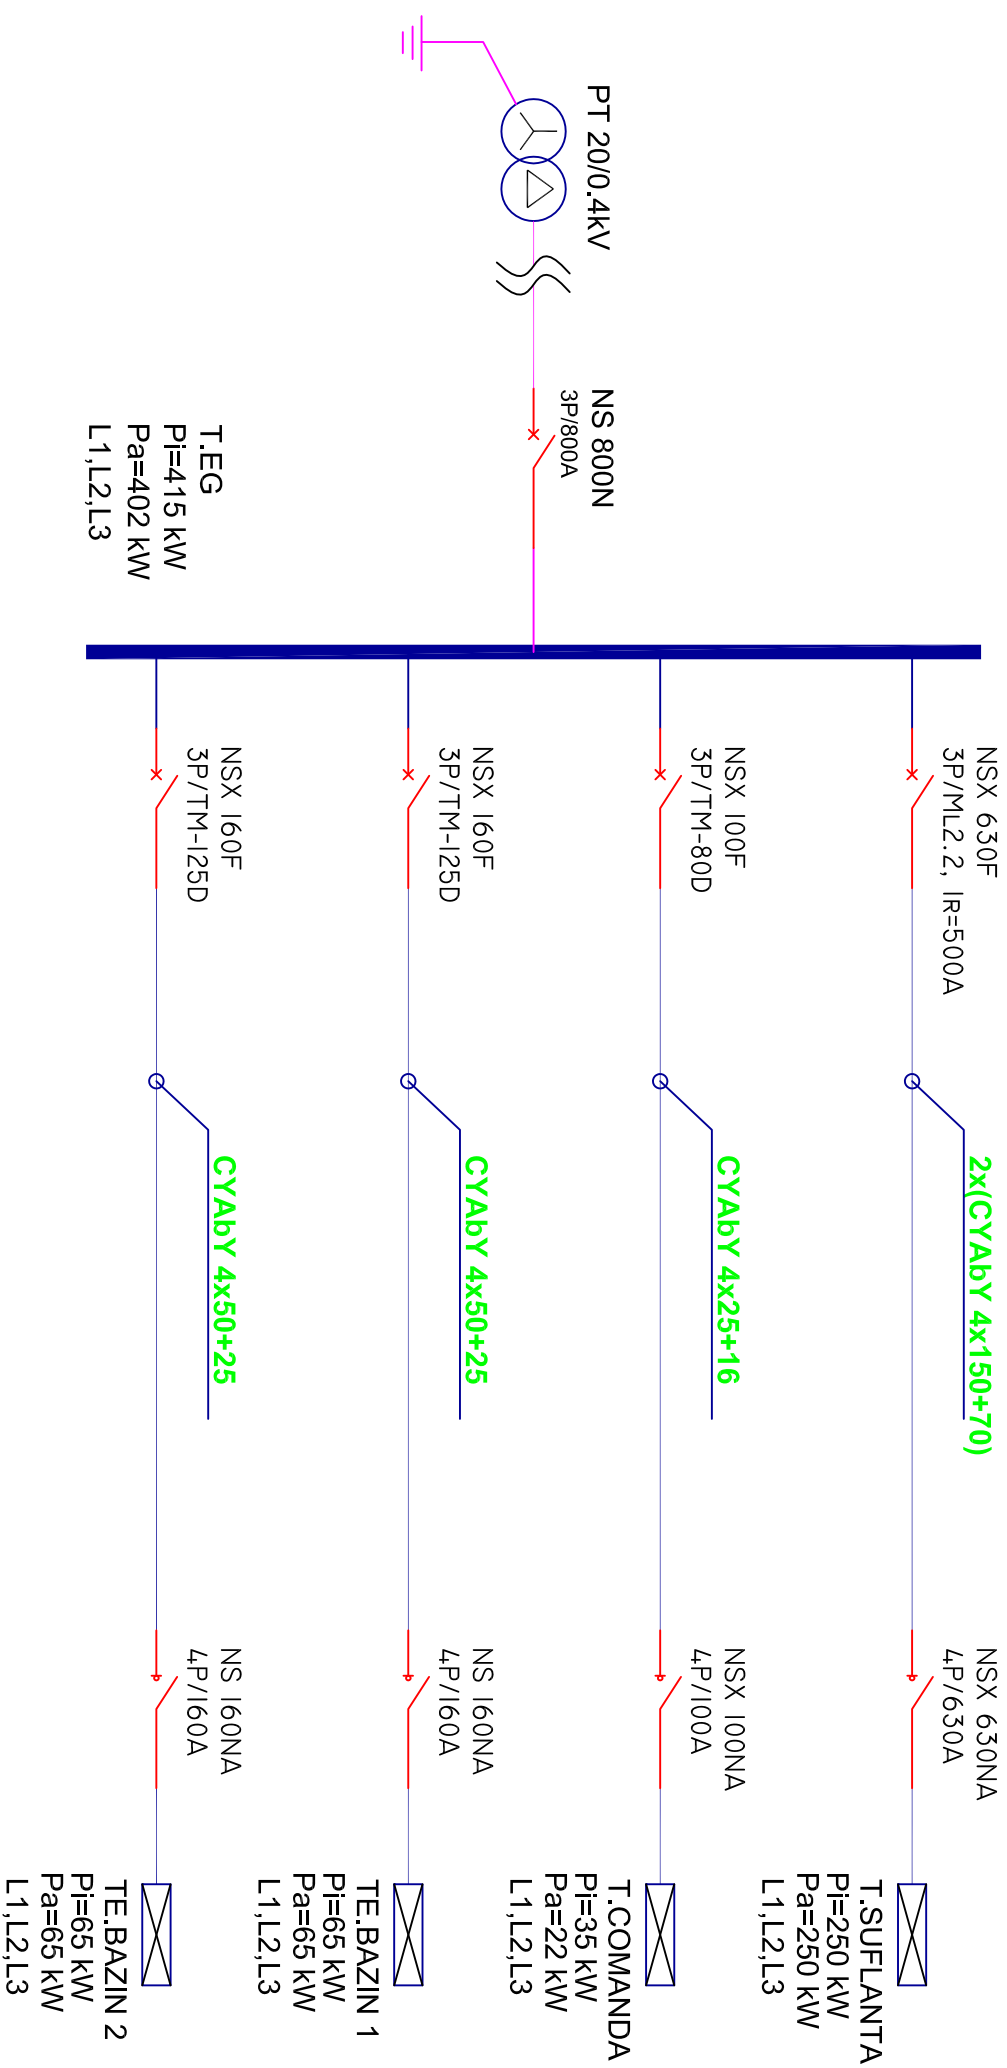 PT 20/0.4kV
NS 800N
3P/800A
T.EG
Pi=415 kW
Pa=402 kW
L1,L2,L3
NSX 630F
3P/ML2.2, IR=500A
2x(CYAbY 4x150+70)
NSX 630NA
4P/630A
T.SUFLANTA
Pi=250 kW
Pa=250 kW
L1,L2,L3
NSX 100F
3P/TM-80D
CYAbY 4x25+16
NSX 100NA
4P/100A
T.COMANDA
Pi=35 kW
Pa=22 kW
L1,L2,L3
NSX 160F
3P/TM-125D
CYAbY 4x50+25
NS 160NA
4P/160A
TE.BAZIN 1
Pi=65 kW
Pa=65 kW
L1,L2,L3
NSX 160F
3P/TM-125D
CYAbY 4x50+25
NS 160NA
4P/160A
TE.BAZIN 2
Pi=65 kW
Pa=65 kW
L1,L2,L3